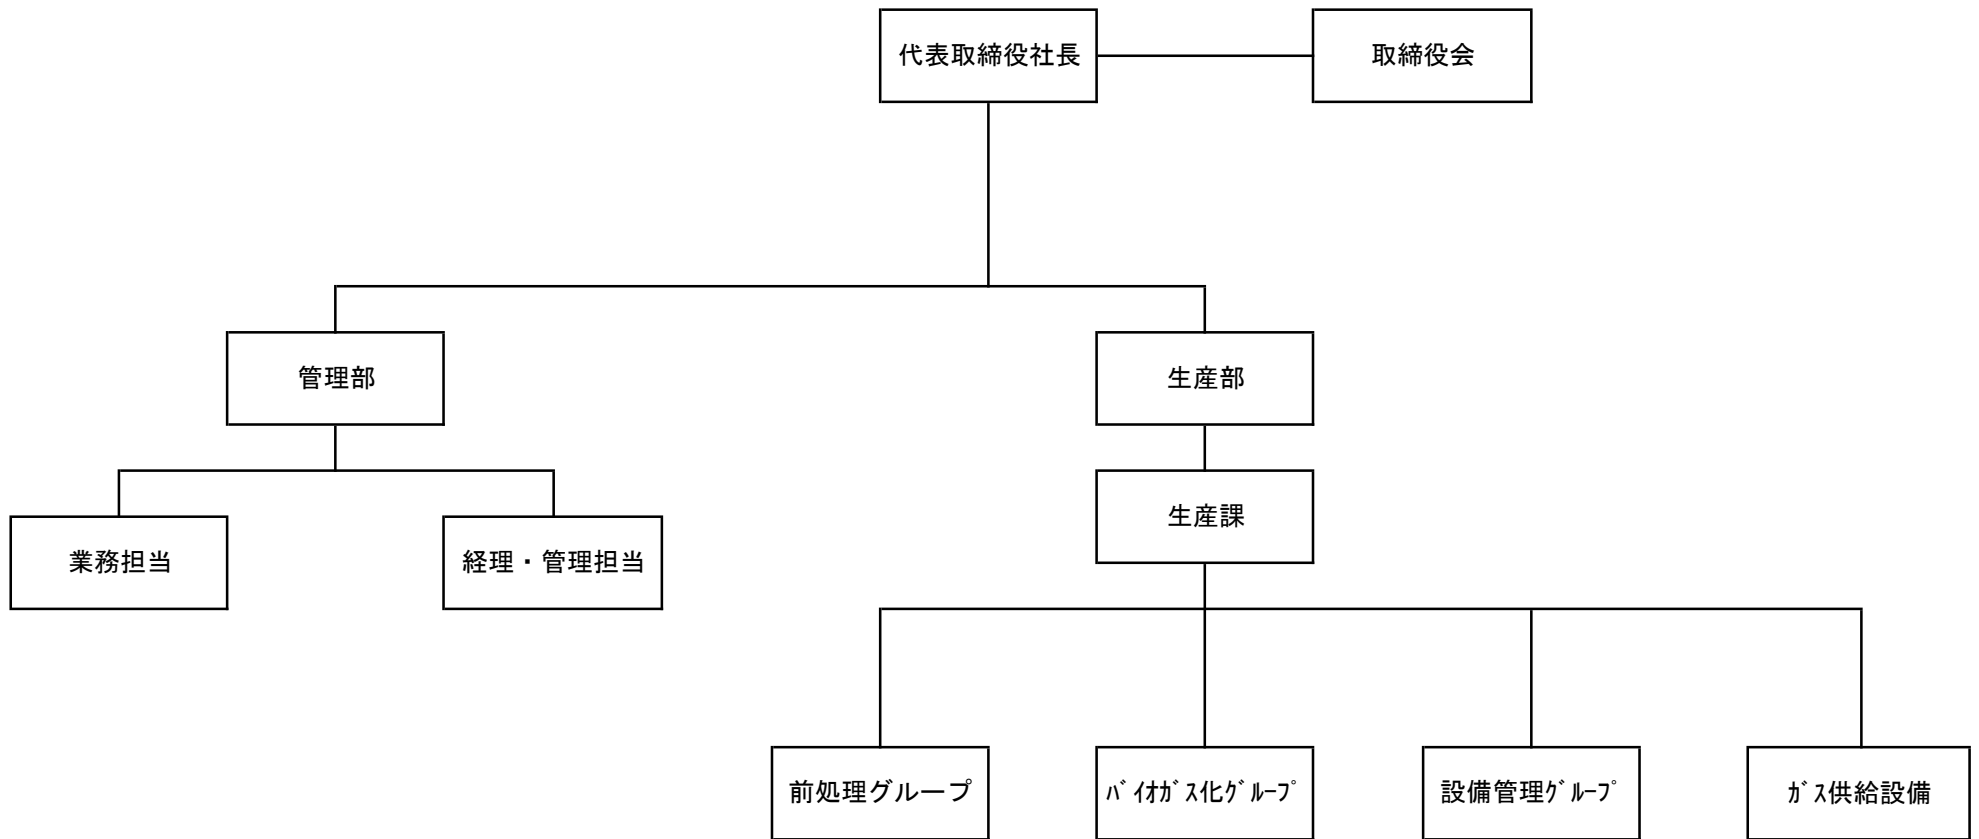 代表取締役社長
取締役会
管理部
生産部
生産課
業務担当
経理・管理担当
前処理グループ
ﾊﾞｲｵｶﾞｽ化ｸﾞﾙｰﾌﾟ
設備管理ｸﾞﾙｰﾌﾟ
ｶﾞｽ供給設備